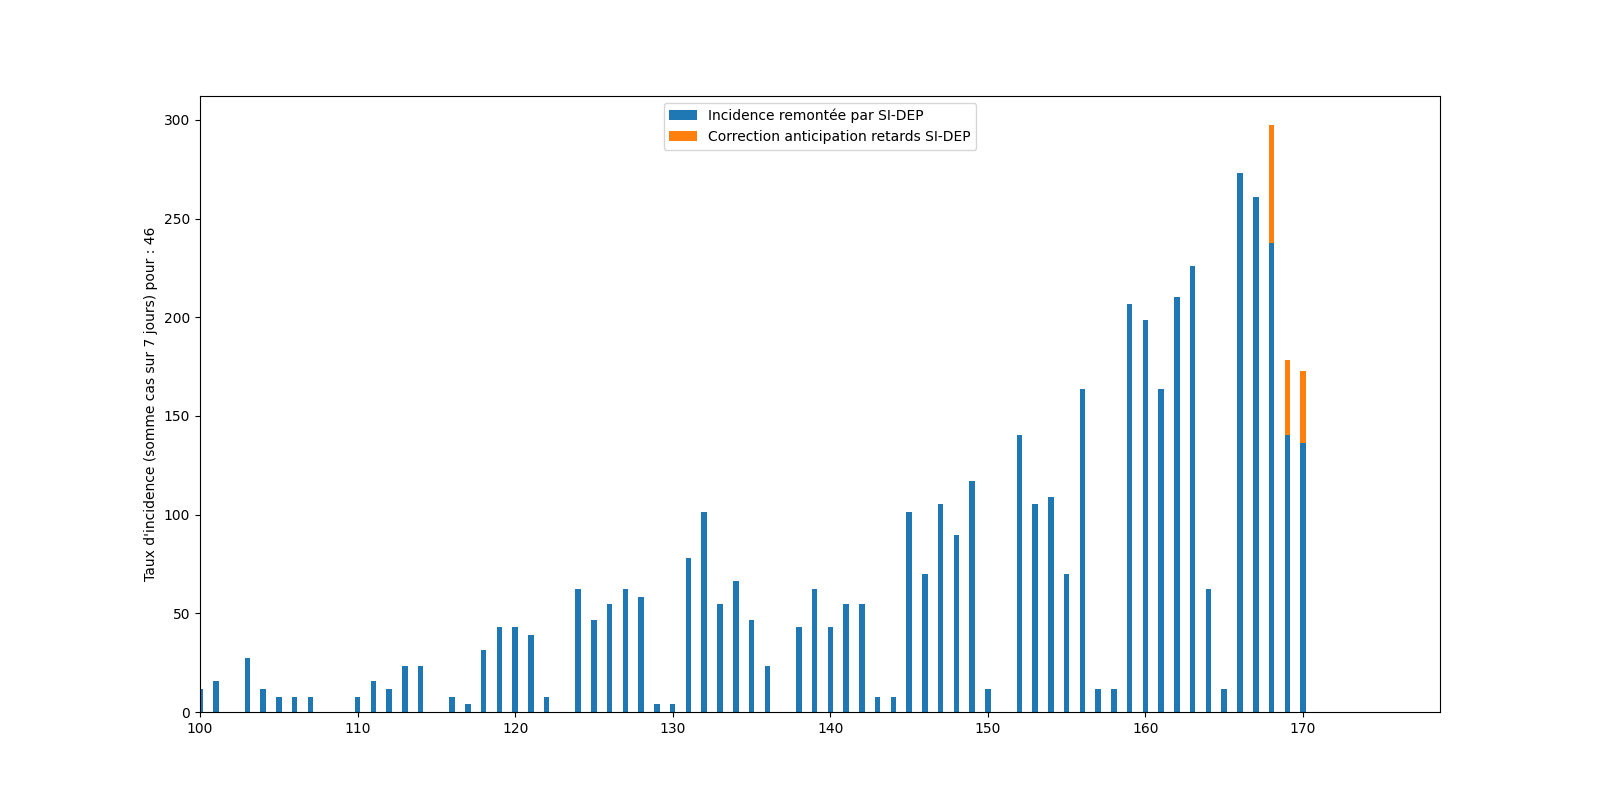 Incidence remontée par SI-DEP
Correction anticipation retards SI-DEP
Taux d'incidence (somme cas sur 7 jours) pour : 46
300
250
200
150
100
50
0
100 110 120 130 140 150 160 170